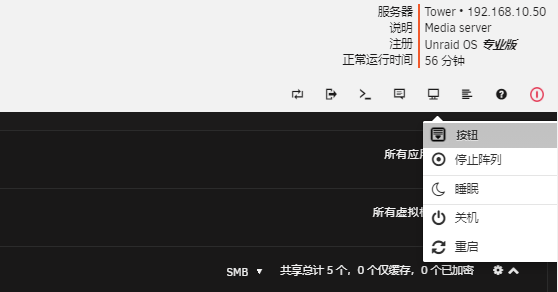 服务器 Tower • 192.168.10.50
说明 Media server
注册 Unraid OS 专业版
正常运行时间 56 分钟
按钮
所有应
停止阵列
睡眠
所有虚拟
关机
重启
SMB ▼ 共享总计 5 个，0 个仅缓存，0 个已加密